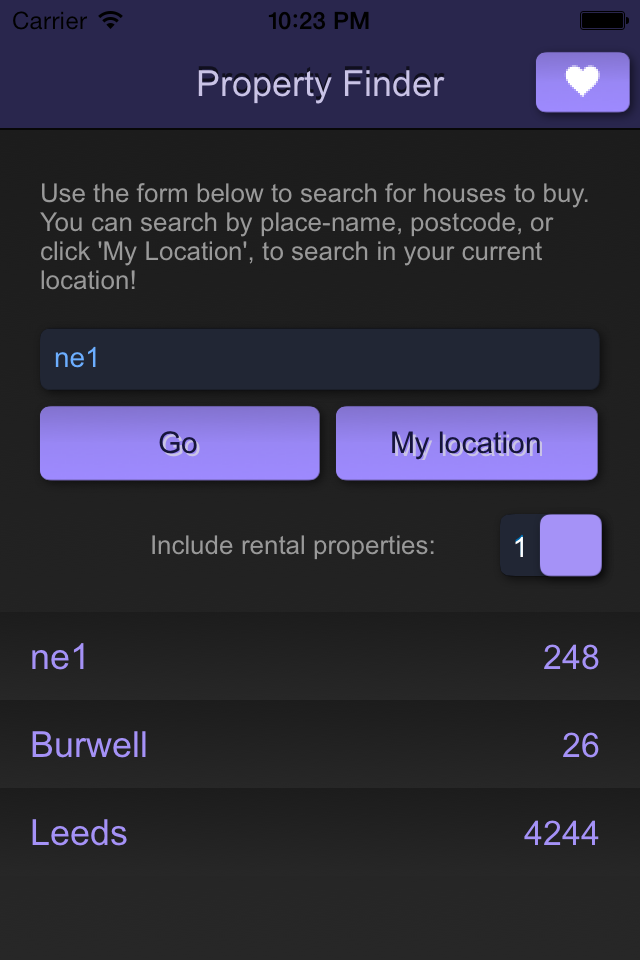 Carrier 10:23 PM
Property Finder
Use the form below to search for houses to buy.
You can search by place-name, postcode, or
click 'My Location', to search in your current
location!
ne1
Go My location
Include rental properties: 1
ne1 248
Burwell 26
Leeds 4244